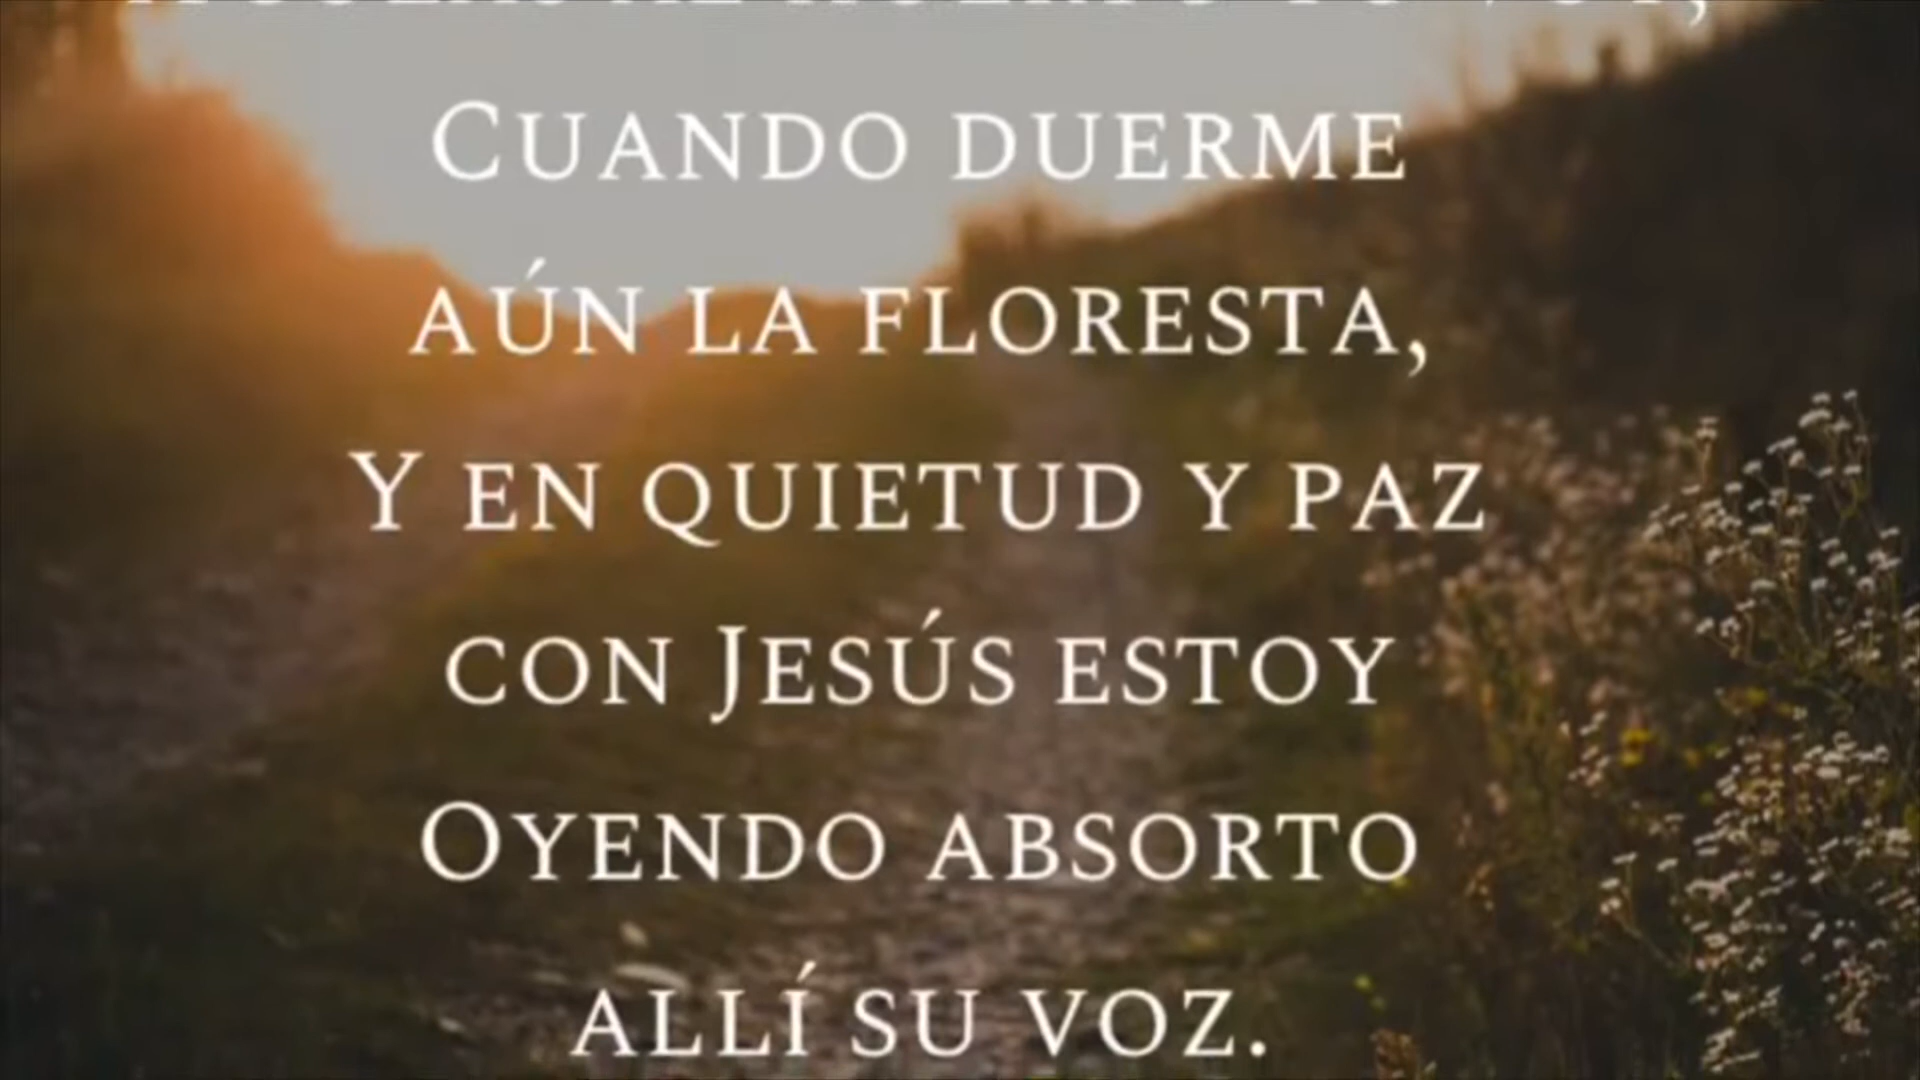 Cuando duerme
aún la floresta,
Y en quietud y paz
con Jesús estoy
Oyendo absorto
allí su voz.